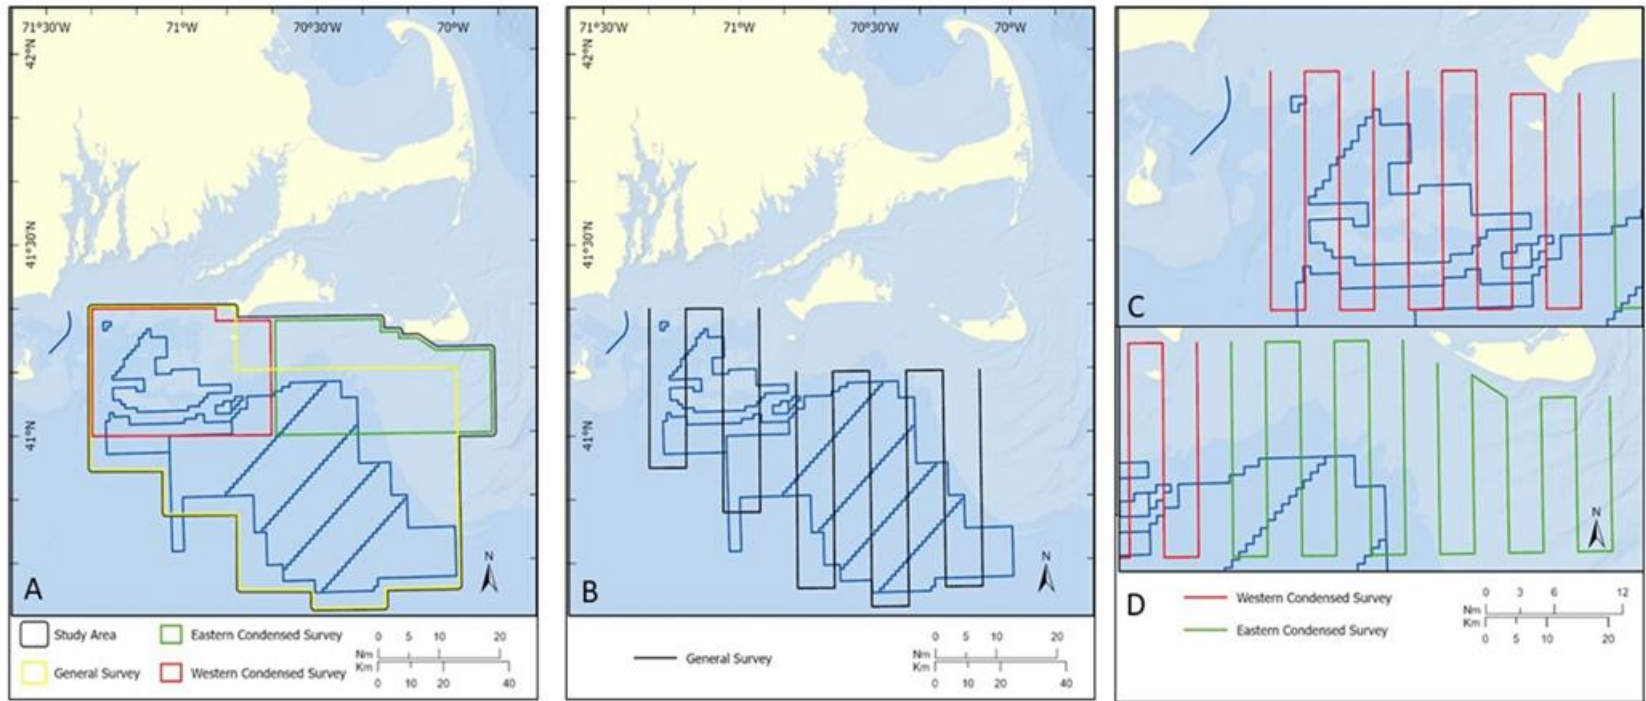 71°30'W 71°W 70°30'W 70°W
42°N
41°30'N
41°N
N
A
Study Area
Eastern Condensed Survey
General Survey
Western Condensed Survey
0 5 10 20
Nm
Km
0 10 20 40
71°30'W 71°W 70°30'W 70°W
42°N
41°30'N
41°N
N
B
General Survey
0 5 10 20
Nm
Km
0 10 20 40
C
N
D
Western Condensed Survey
Eastern Condensed Survey
0 3 6 12
Nm
Km
0 5 10 20